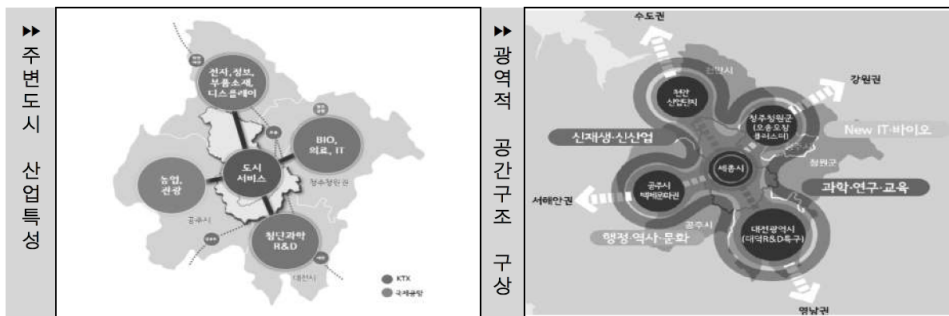 ▸▸ 주변도시 산업특성
전자,정보,
부품소재,
디스플레이
BIO,
의료, IT
농업,
관광
도시
서비스
첨단과학
R&D
청주청원권
공주시
대전시
KTX
국제공항
▸▸ 광역적 공간구조 구상
수도권
강원권
천안시
천안
산업단지
청주청원군
(오송오창
클러스터)
New IT·바이오
신재생·신산업
청원군
세종시
과학·연구·교육
공주시
백제문화권
서해안권
공주시
행정·역사·문화
대전광역시
(대덕R&D특구)
영남권